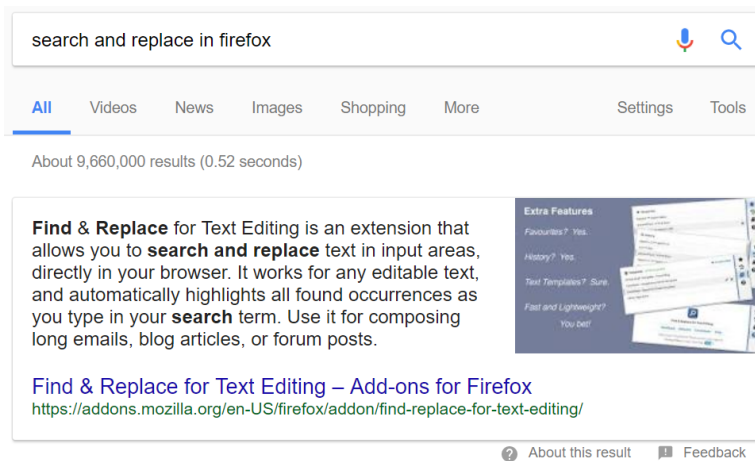 search and replace in firefox
All Videos News Images Shopping More Settings Tools
About 9,660,000 results (0.52 seconds)
Find & Replace for Text Editing is an extension that
allows you to search and replace text in input areas,
directly in your browser. It works for any editable text,
and automatically highlights all found occurrences as
you type in your search term. Use it for composing
long emails, blog articles, or forum posts.
Extra Features
Favourites? Yes.
History? Yes.
Text Templates? Sure.
Fast and Lightweight?
You bet!
Find & Replace for Text Editing – Add-ons for Firefox
https://addons.mozilla.org/en-US/firefox/addon/find-replace-for-text-editing/
About this result Feedback